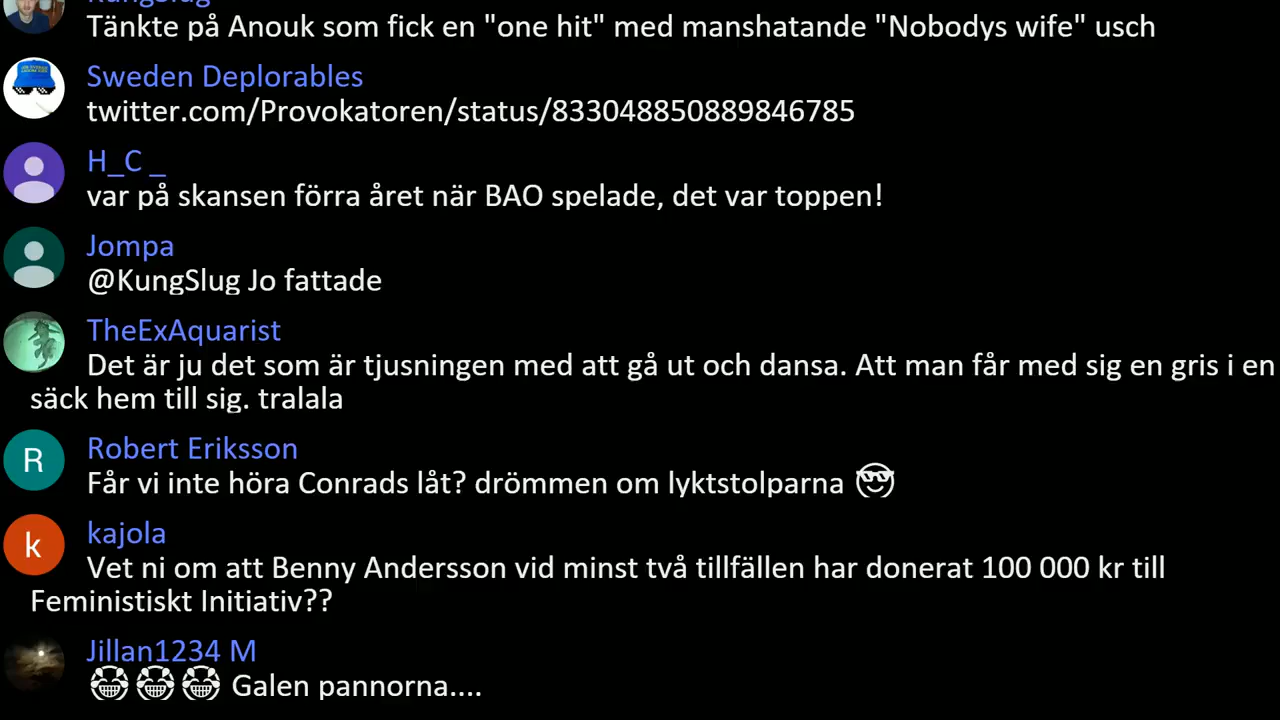 KungSlug
Tänkte på Anouk som fick en "one hit" med manshatande "Nobodys wife" usch
Sweden Deplorables
twitter.com/Provokatoren/status/833048850889846785
H_C _
var på skansen förra året när BAO spelade, det var toppen!
Jompa
@KungSlug Jo fattade
TheExAquarist
Det är ju det som är tjusningen med att gå ut och dansa. Att man får med sig en gris i en
säck hem till sig. tralala
R
Robert Eriksson
Får vi inte höra Conrads låt? drömmen om lyktstolparna 😎
k
kajola
Vet ni om att Benny Andersson vid minst två tillfällen har donerat 100 000 kr till
Feministiskt Initiativ??
Jillan1234 M
😂😂😂 Galen pannorna....